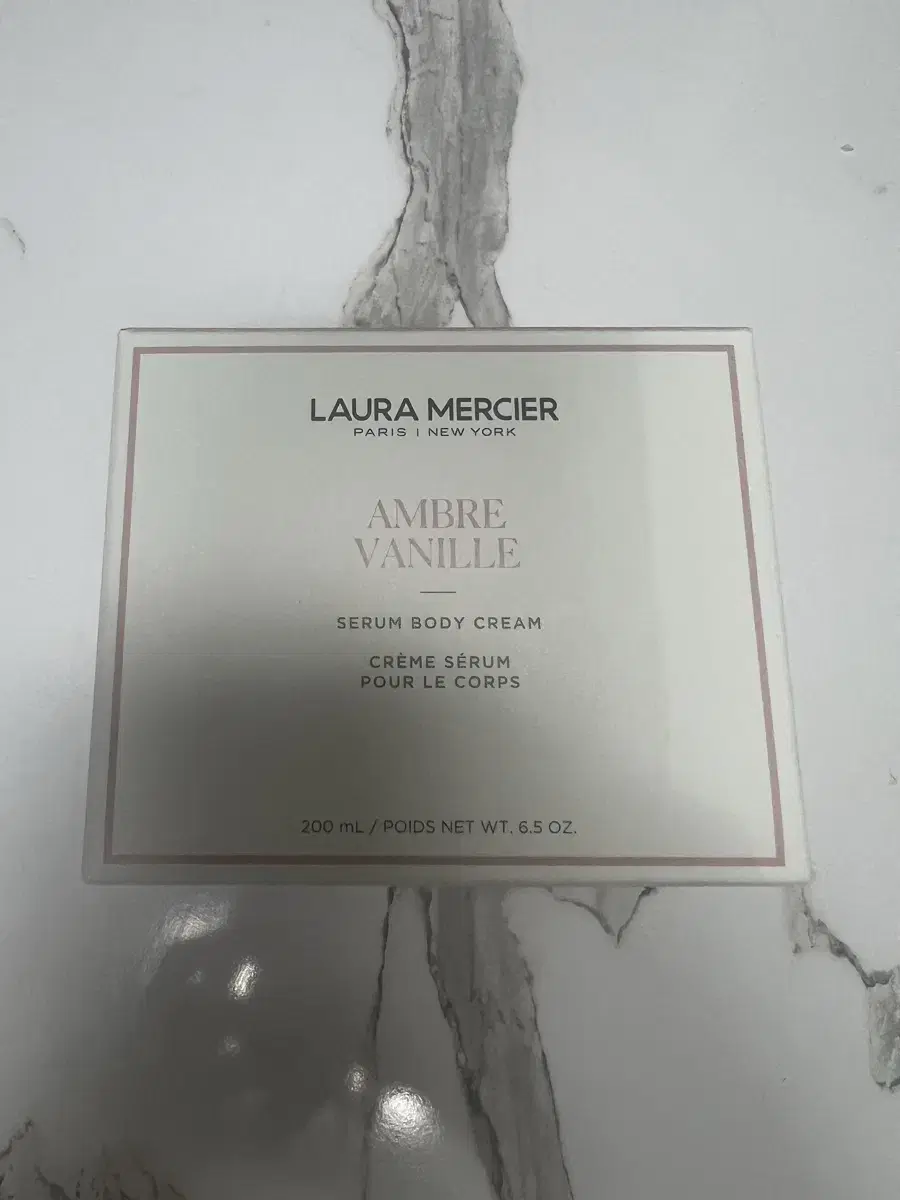 LAURA MERCIER
PARIS | NEW YORK
AMBRE
VANILLE
SERUM BODY CREAM
CRÈME SÉRUM
POUR LE CORPS
200 mL / POIDS NET WT. 6.5 OZ.